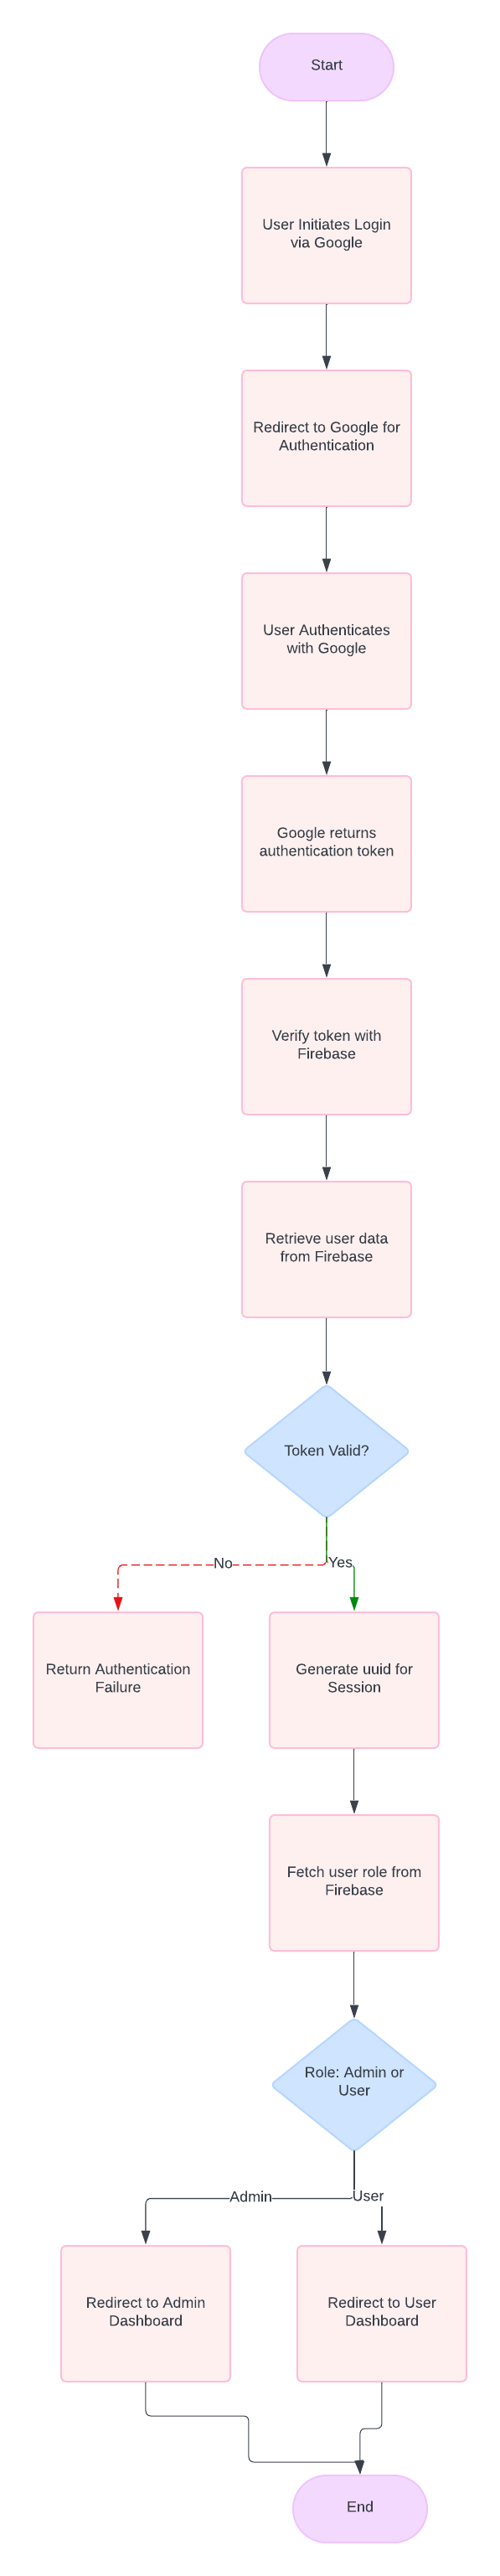 Start
User Initiates Login
via Google
Redirect to Google for
Authentication
User Authenticates
with Google
Google returns
authentication token
Verify token with
Firebase
Retrieve user data
from Firebase
Token Valid?
No
Yes
Return Authentication
Failure
Generate uuid for
Session
Fetch user role from
Firebase
Role: Admin or
User
Admin
User
Redirect to Admin
Dashboard
Redirect to User
Dashboard
End